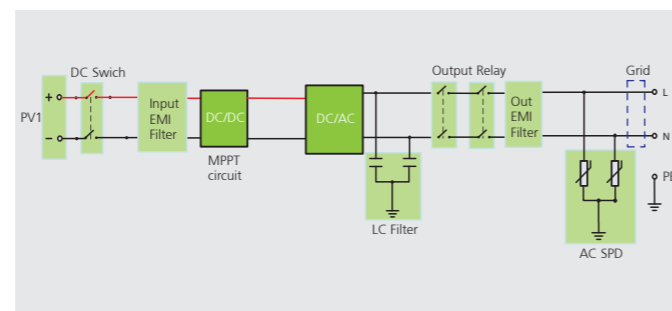 DC Swich
Output Relay
Grid
+
PV1
−
Input
EMI
Filter
DC/DC
MPPT
circuit
DC/AC
LC Filter
Out
EMI
Filter
L
N
AC SPD